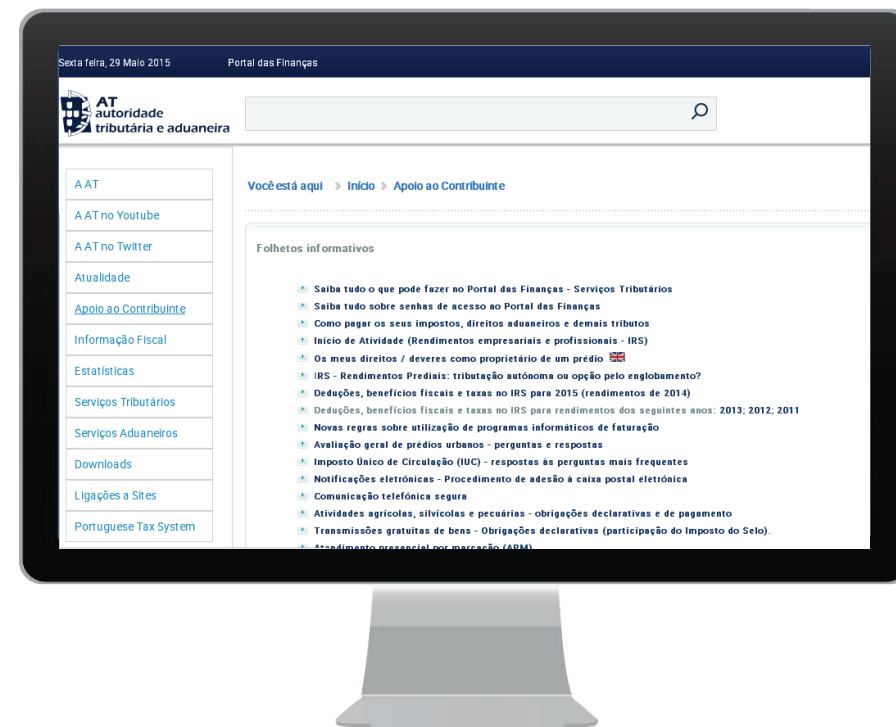 Sexta feira, 29 Maio 2015 Portal das Finanças
AT
autoridade
tributária e aduaneira
A AT
A AT no Youtube
A AT no Twitter
Atualidade
Apoio ao Contribuinte
Informação Fiscal
Estatísticas
Serviços Tributários
Serviços Aduaneiros
Downloads
Ligações a Sites
Portuguese Tax System
Você está aqui Início Apoio ao Contribuinte
Folhetos informativos
Saiba tudo o que pode fazer no Portal das Finanças - Serviços Tributários
Saiba tudo sobre senhas de acesso ao Portal das Finanças
Como pagar os seus impostos, direitos aduaneiros e demais tributos
Início de Atividade (Rendimentos empresariais e profissionais - IRS)
Os meus direitos / deveres como proprietário de um prédio
IRS - Rendimentos Prediais: tributação autónoma ou opção pelo englobamento?
Deduções, benefícios fiscais e taxas no IRS para 2015 (rendimentos de 2014)
Deduções, benefícios fiscais e taxas no IRS para rendimentos dos seguintes anos: 2013; 2012; 2011
Novas regras sobre utilização de programas informáticos de faturação
Avaliação geral de prédios urbanos - perguntas e respostas
Imposto Único de Circulação (IUC) - respostas às perguntas mais frequentes
Notificações eletrónicas - Procedimento de adesão à caixa postal eletrónica
Comunicação telefónica segura
Atividades agrícolas, silvícolas e pecuárias - obrigações declarativas e de pagamento
Transmissões gratuitas de bens - Obrigações declarativas (participação do Imposto do Selo).
Atendimento presencial por marcação (APM)